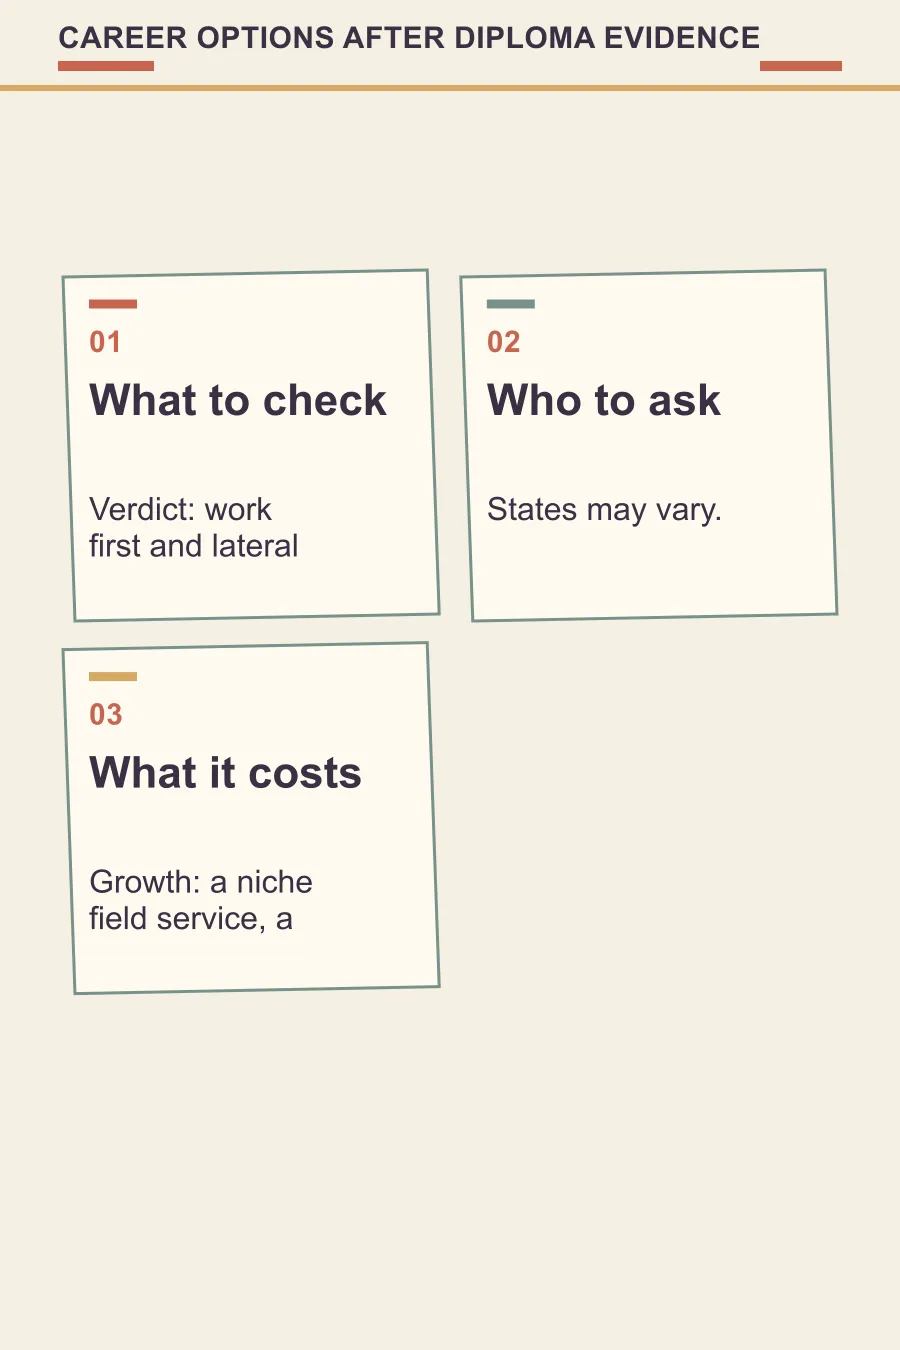 CAREER OPTIONS AFTER DIPLOMA EVIDENCE
01
What to check
Verdict: work
first and lateral
02
Who to ask
States may vary.
03
What it costs
Growth: a niche
field service, a